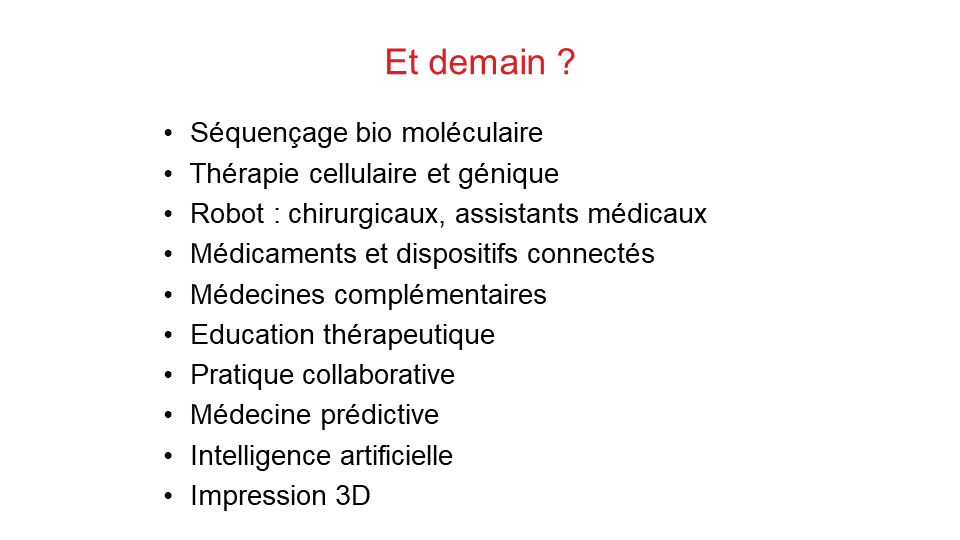 Et demain ?
• Séquençage bio moléculaire
• Thérapie cellulaire et génique
• Robot : chirurgicaux, assistants médicaux
• Médicaments et dispositifs connectés
• Médecines complémentaires
• Education thérapeutique
• Pratique collaborative
• Médecine prédictive
• Intelligence artificielle
• Impression 3D